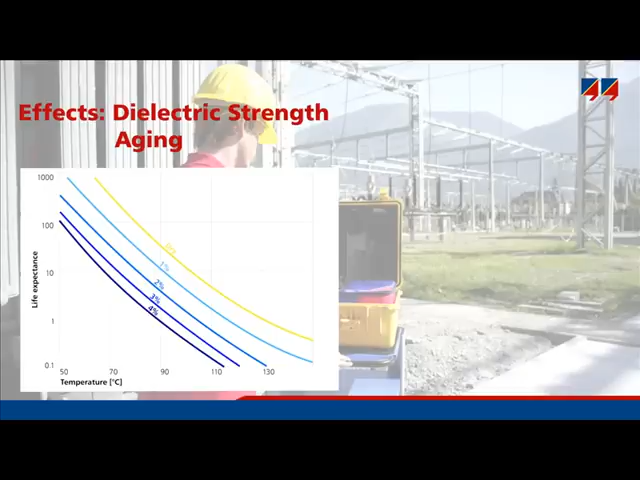 Effects: Dielectric Strength
Aging
1000
100
10
1
0.1
Life expectance
Dry
1%
2%
3%
4%
50 70 90 110 130
Temperature [°C]